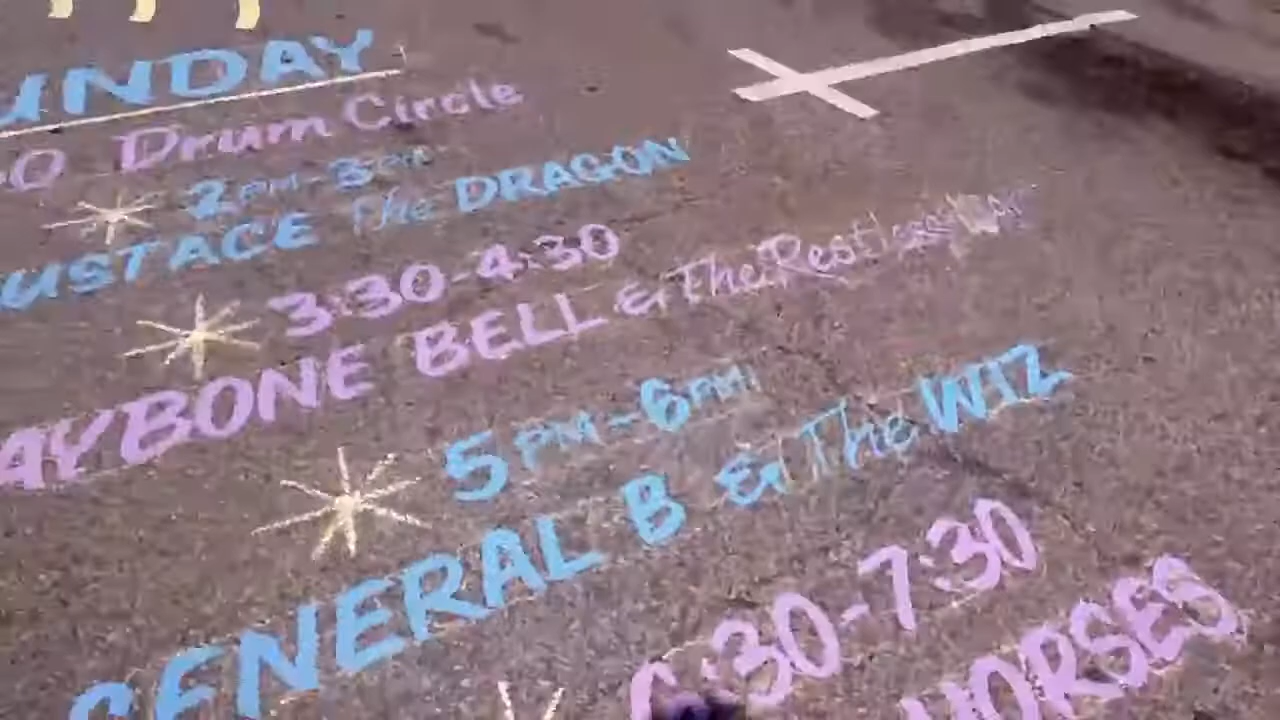 UNDAY
0 Drum Circle
2PM-3PM
USTACE The DRAGON
3:30-4:30
AYBONE BELL & The Restless
5PM-6PM
GENERAL B & The WIZ
6:30-7:30
HORSES